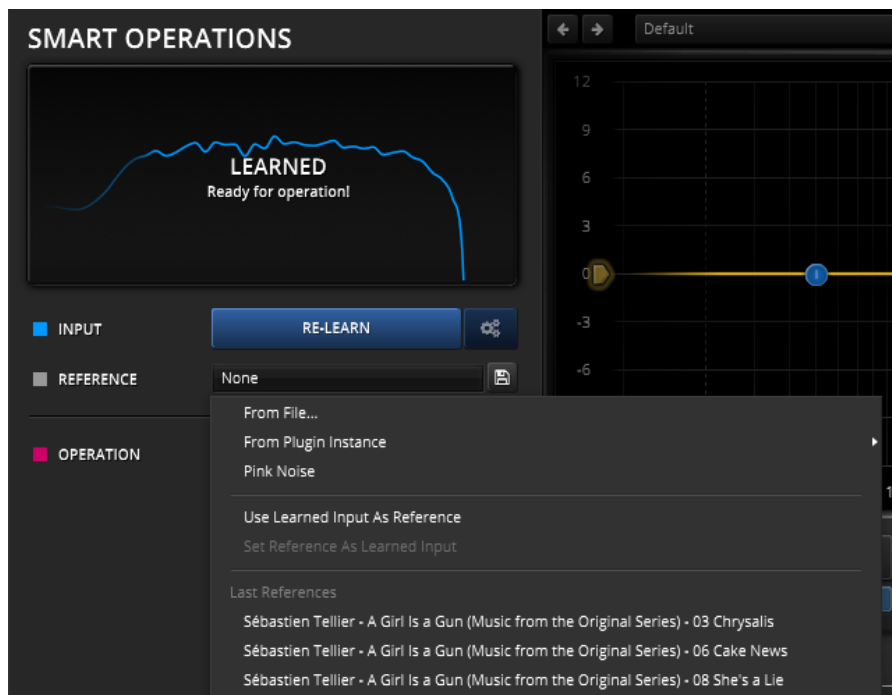 SMART OPERATIONS
Default
LEARNED
Ready for operation!
12
9
6
3
0
-3
-6
INPUT
RE-LEARN
REFERENCE
None
OPERATION
From File...
From Plugin Instance
Pink Noise
Use Learned Input As Reference
Set Reference As Learned Input
Last References
Sébastien Tellier - A Girl Is a Gun (Music from the Original Series) - 03 Chrysalis
Sébastien Tellier - A Girl Is a Gun (Music from the Original Series) - 06 Cake News
Sébastien Tellier - A Girl Is a Gun (Music from the Original Series) - 08 She's a Lie